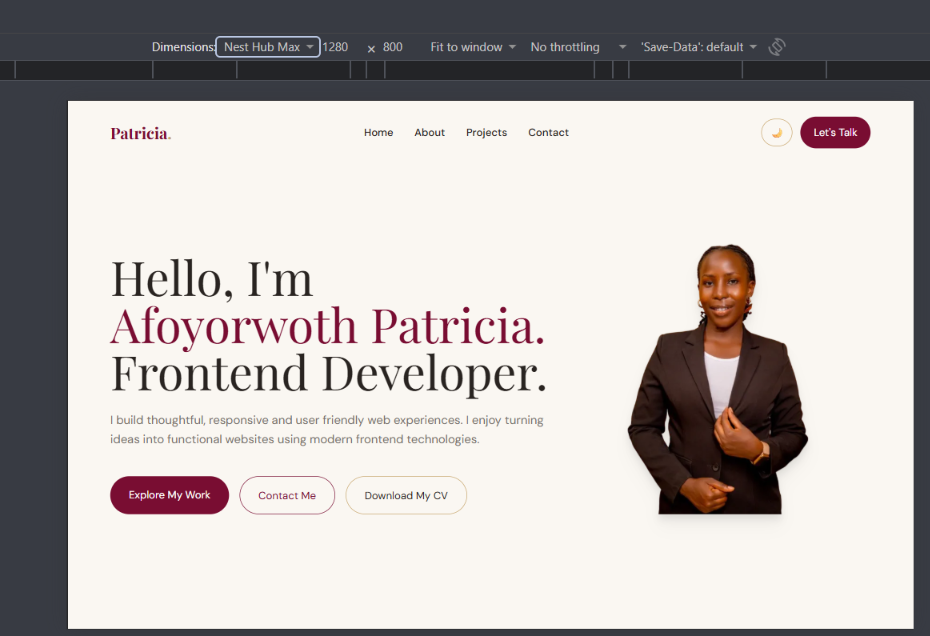 Dimensions: Nest Hub Max 1280 × 800 Fit to window No throttling 'Save-Data': default
Patricia. Home About Projects Contact Let's Talk
Hello, I'm
Afoyorwoth Patricia.
Frontend Developer.
I build thoughtful, responsive and user friendly web experiences. I enjoy turning
ideas into functional websites using modern frontend technologies.
Explore My Work Contact Me Download My CV